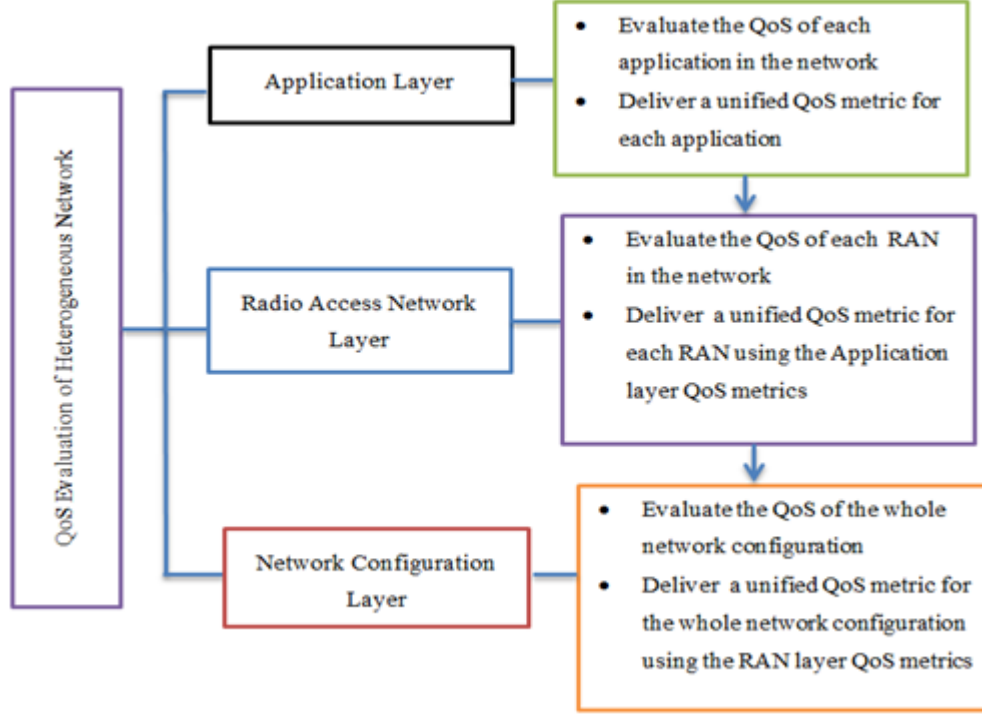 QoS Evaluation of Heterogeneous Network
Application Layer
• Evaluate the QoS of each
application in the network
• Deliver a unified QoS metric for
each application
Radio Access Network
Layer
• Evaluate the QoS of each RAN
in the network
• Deliver a unified QoS metric for
each RAN using the Application
layer QoS metrics
Network Configuration
Layer
• Evaluate the QoS of the whole
network configuration
• Deliver a unified QoS metric for
the whole network configuration
using the RAN layer QoS metrics